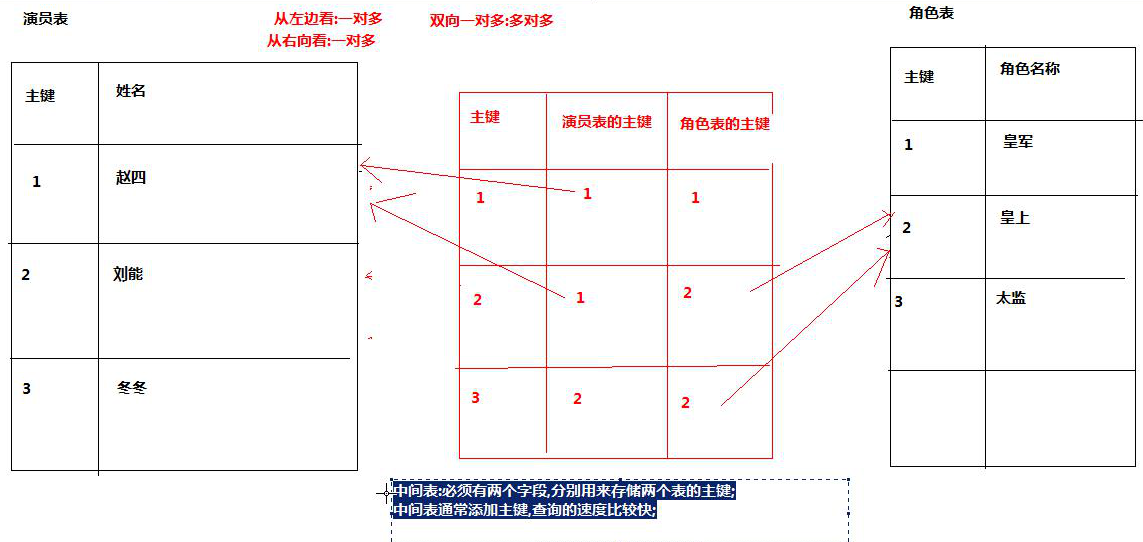 演员表
从左边看:一对多
从右向看:一对多
双向一对多:多对多
角色表
主键 姓名
1 赵四
2 刘能
3 冬冬
主键 演员表的主键 角色表的主键
1 1 1
2 1 2
3 2 2
主键 角色名称
1 皇军
2 皇上
3 太监
中间表:必须有两个字段,分别用来存储两个表的主键;
中间表通常添加主键,查询的速度比较快;